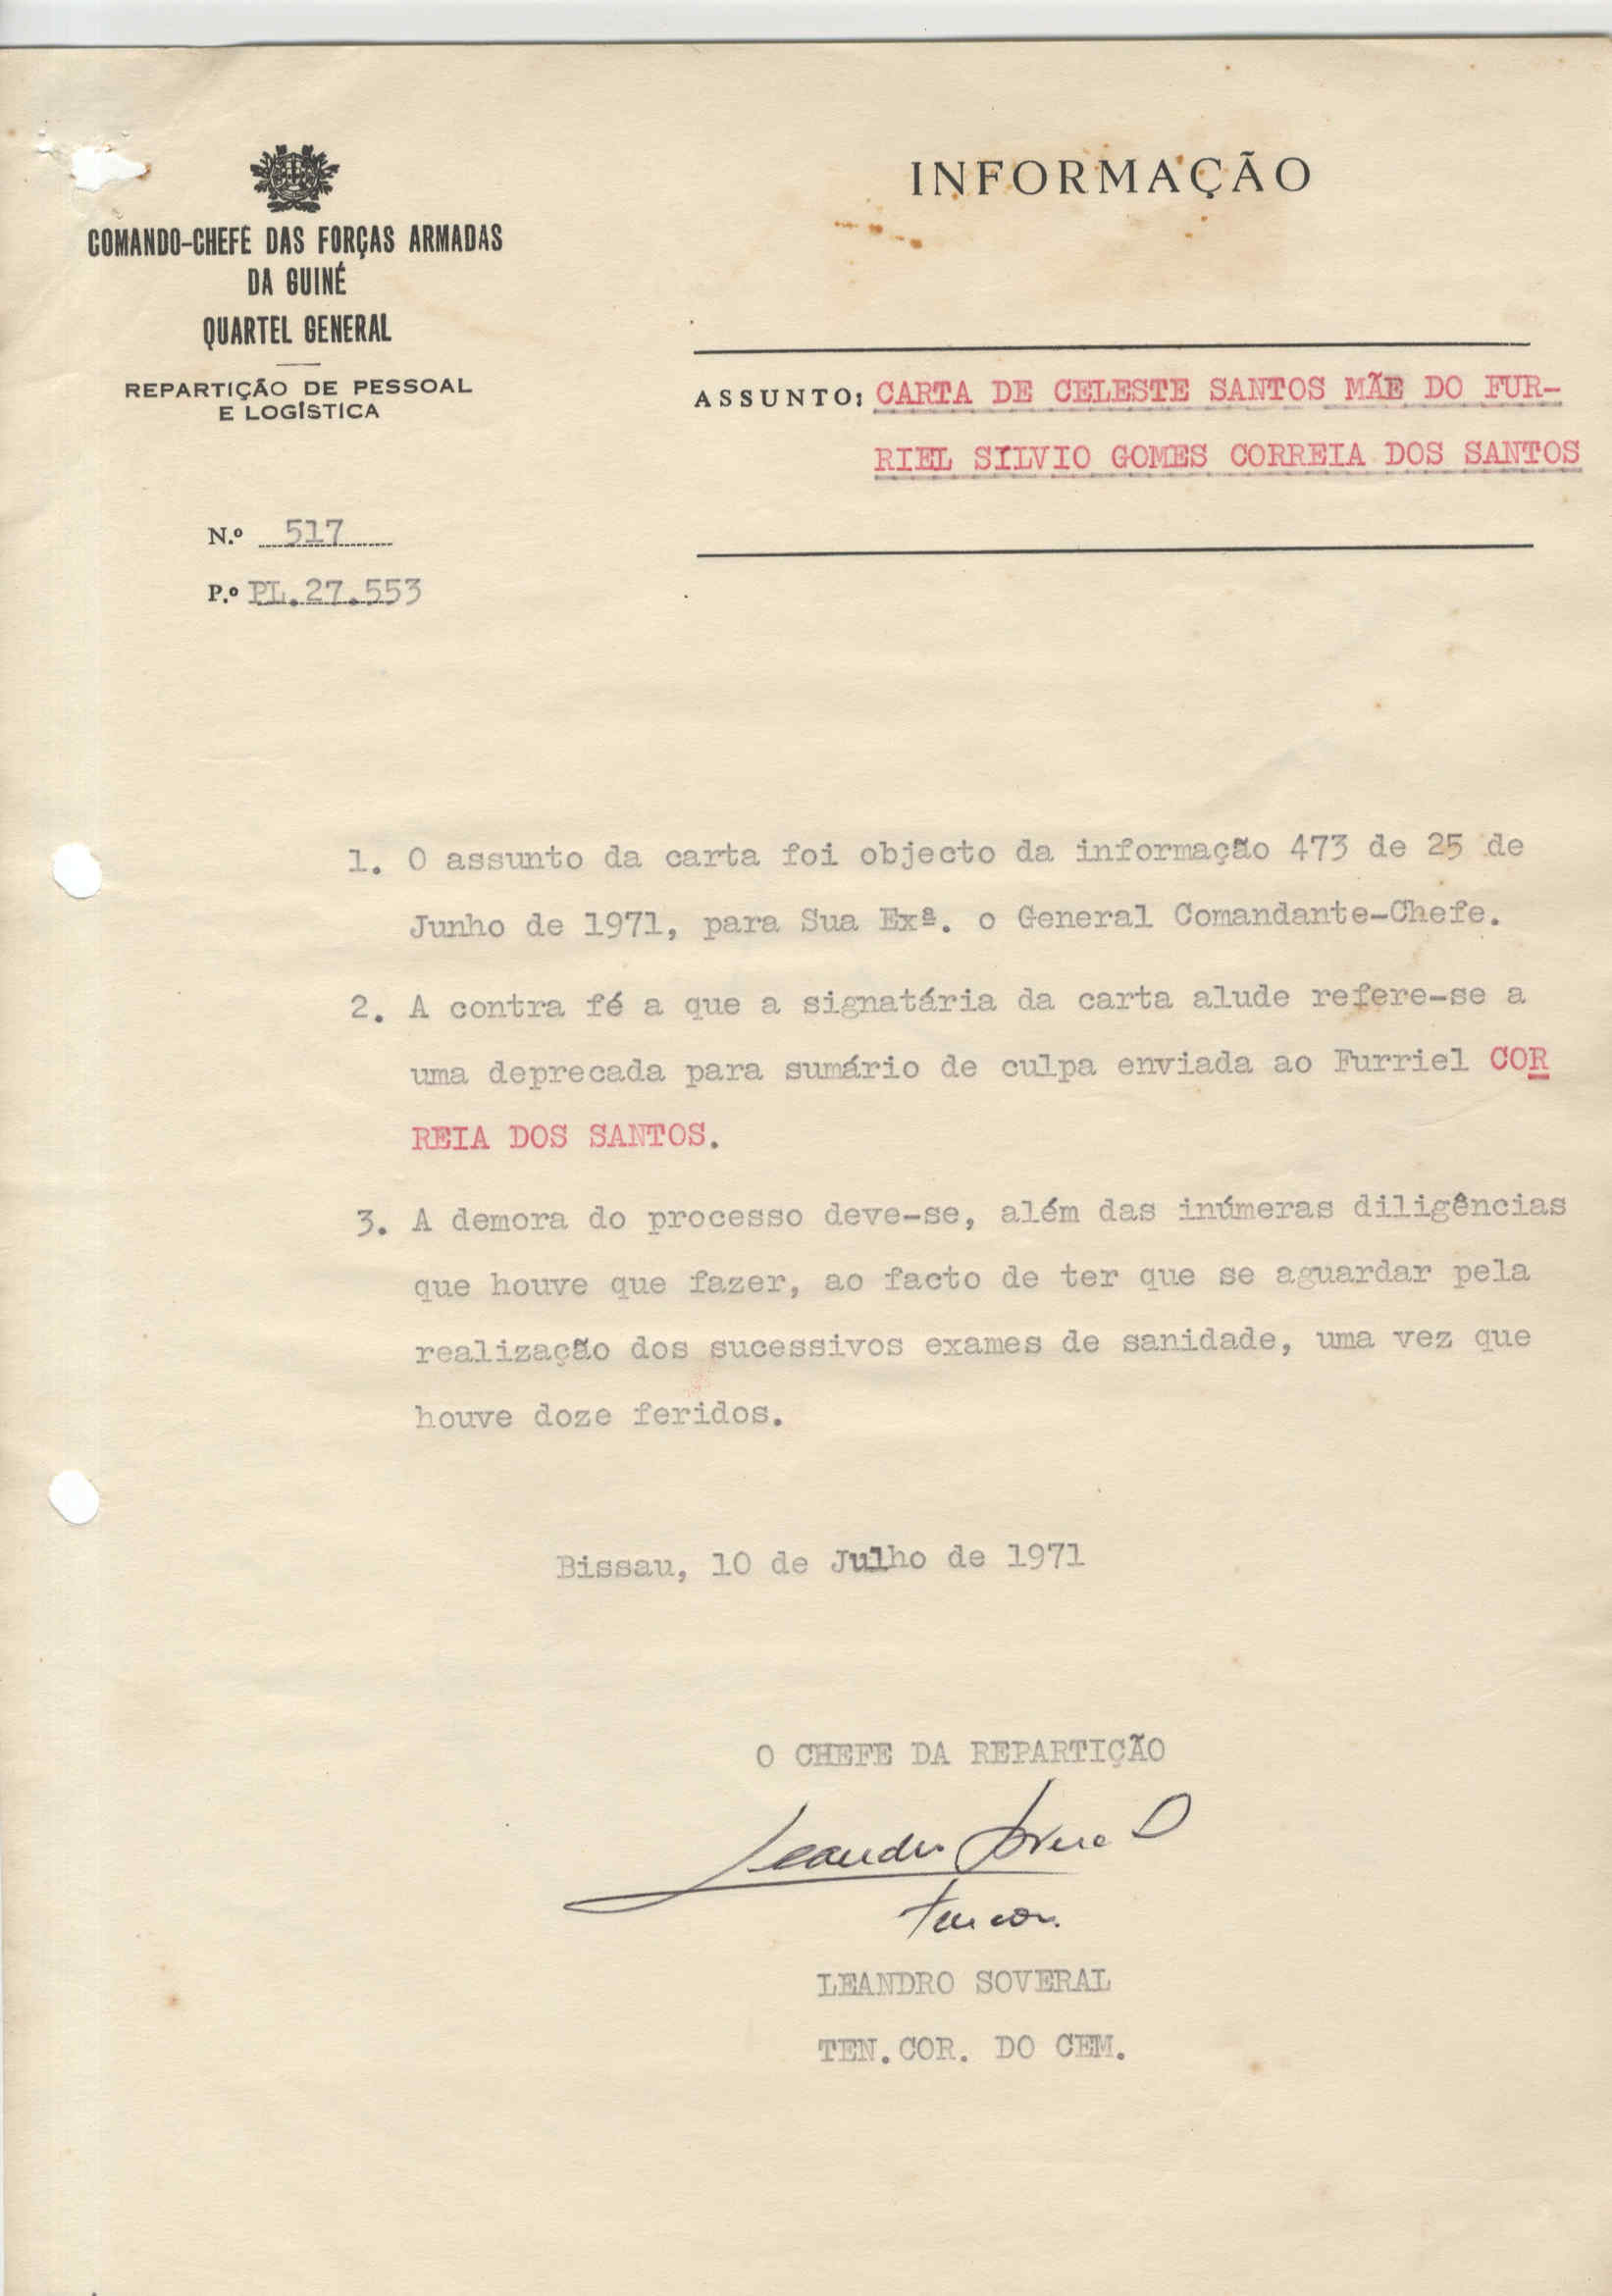 INFORMAÇÃO
COMANDO-CHEFE DAS FORÇAS ARMADAS
DA GUINÉ
QUARTEL GENERAL
REPARTIÇÃO DE PESSOAL
E LOGÍSTICA
ASSUNTO: CARTA DE CELESTE SANTOS MÃE DO FUR-
RIEL SILVIO GOMES CORREIA DOS SANTOS
N.º 517
P.º PL.27.553
1. O assunto da carta foi objecto da informação 473 de 25 de
Junho de 1971, para Sua Exª. o General Comandante-Chefe.
2. A contra fé a que a signatária da carta alude refere-se a
uma deprecada para sumário de culpa enviada ao Furriel COR
REIA DOS SANTOS.
3. A demora do processo deve-se, além das inúmeras diligências
que houve que fazer, ao facto de ter que se aguardar pela
realização dos sucessivos exames de sanidade, uma vez que
houve doze feridos.
Bissau, 10 de Julho de 1971
O CHEFE DA REPARTIÇÃO
Leandro Soveral
Ten cor.
LEANDRO SOVERAL
TEN.COR. DO CEM.